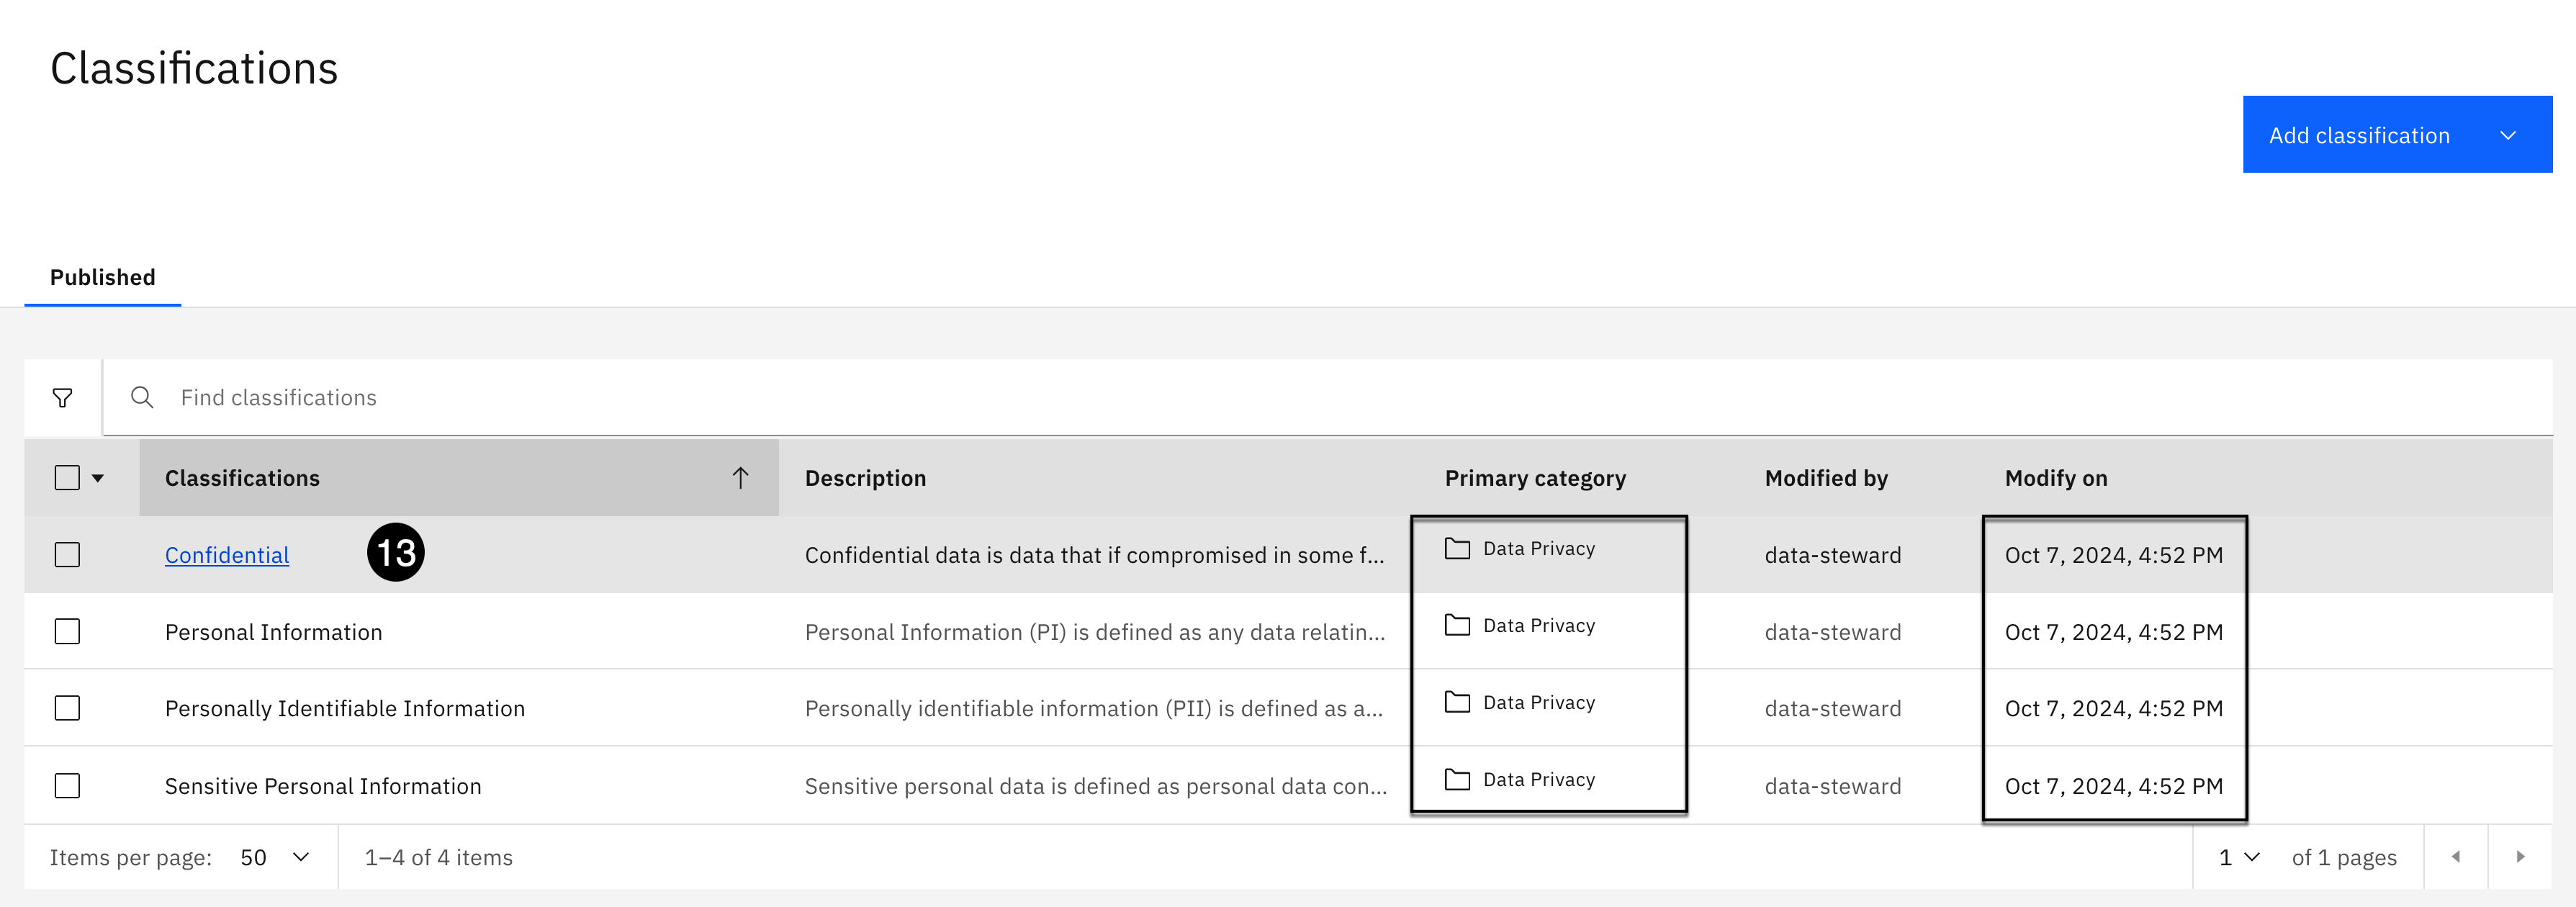 Classifications
Add classification
Published
Find classifications
Classifications Description Primary category Modified by Modify on
Confidential 13 Confidential data is data that if compromised in some f... Data Privacy data-steward Oct 7, 2024, 4:52 PM
Personal Information Personal Information (PI) is defined as any data relatin... Data Privacy data-steward Oct 7, 2024, 4:52 PM
Personally Identifiable Information Personally identifiable information (PII) is defined as a... Data Privacy data-steward Oct 7, 2024, 4:52 PM
Sensitive Personal Information Sensitive personal data is defined as personal data con... Data Privacy data-steward Oct 7, 2024, 4:52 PM
Items per page: 50 1–4 of 4 items 1 of 1 pages